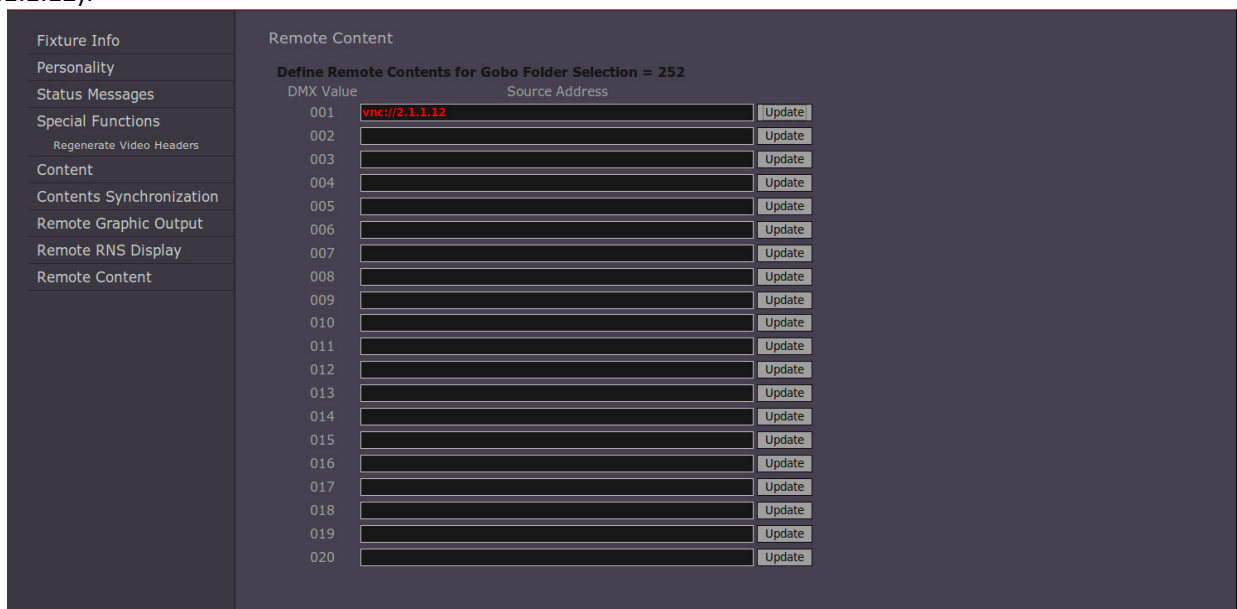 Fixture Info
Personality
Status Messages
Special Functions
Regenerate Video Headers
Content
Contents Synchronization
Remote Graphic Output
Remote RNS Display
Remote Content
Remote Content
Define Remote Contents for Gobo Folder Selection = 252
DMX Value Source Address
001 vnc://2.1.1.12 Update
002 Update
003 Update
004 Update
005 Update
006 Update
007 Update
008 Update
009 Update
010 Update
011 Update
012 Update
013 Update
014 Update
015 Update
016 Update
017 Update
018 Update
019 Update
020 Update